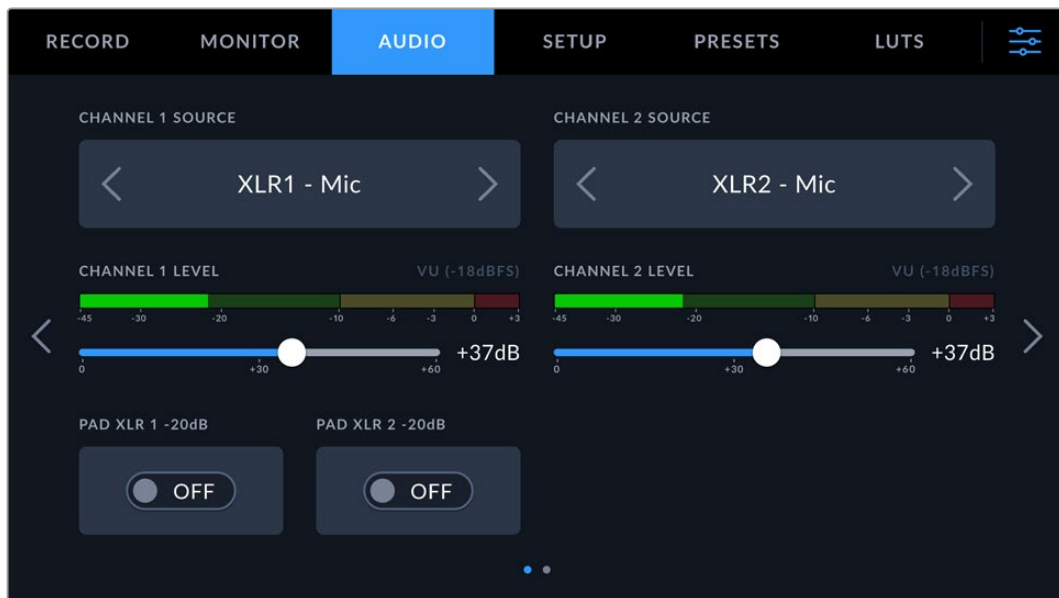 RECORD MONITOR AUDIO SETUP PRESETS LUTS
CHANNEL 1 SOURCE CHANNEL 2 SOURCE
XLR1 - Mic XLR2 - Mic
CHANNEL 1 LEVEL VU (-18dBFS) CHANNEL 2 LEVEL VU (-18dBFS)
-45 -30 -20 -10 -6 -3 0 +3 -45 -30 -20 -10 -6 -3 0 +3
+37dB +37dB
0 +30 +60 0 +30 +60
PAD XLR 1 -20dB PAD XLR 2 -20dB
OFF OFF